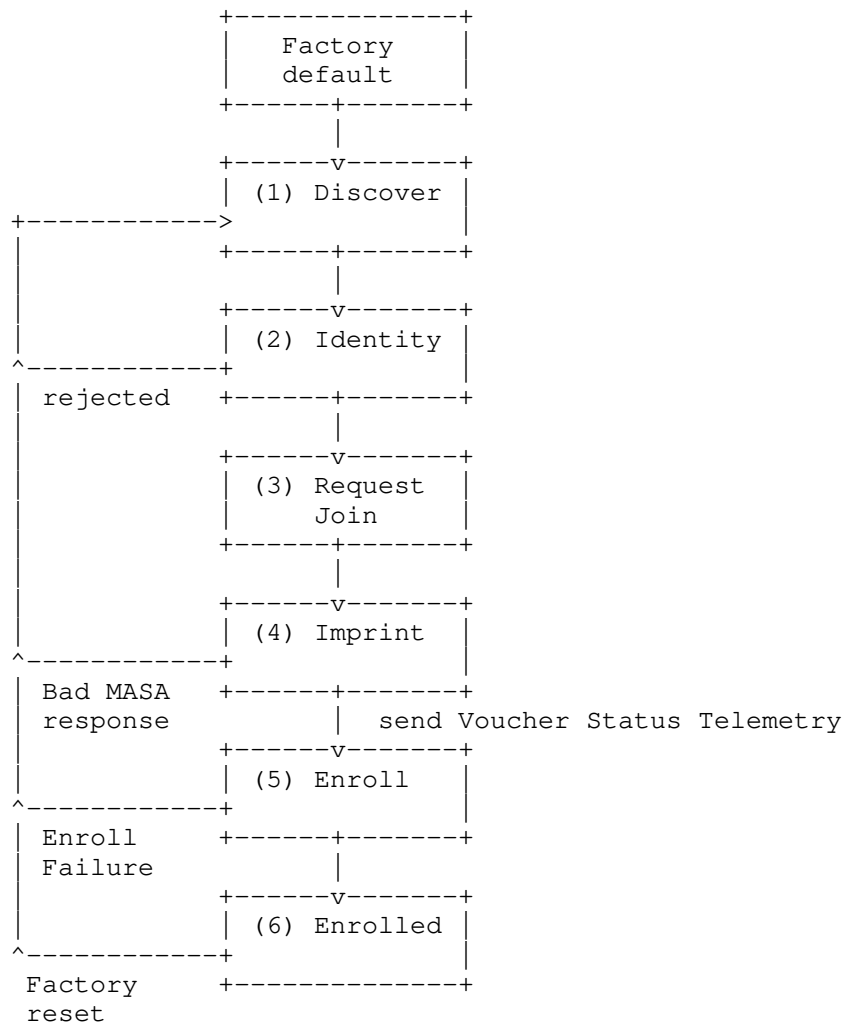 Factory
default
(1) Discover
(2) Identity
rejected
(3) Request
Join
(4) Imprint
Bad MASA
response
send Voucher Status Telemetry
(5) Enroll
Enroll
Failure
(6) Enrolled
Factory
reset